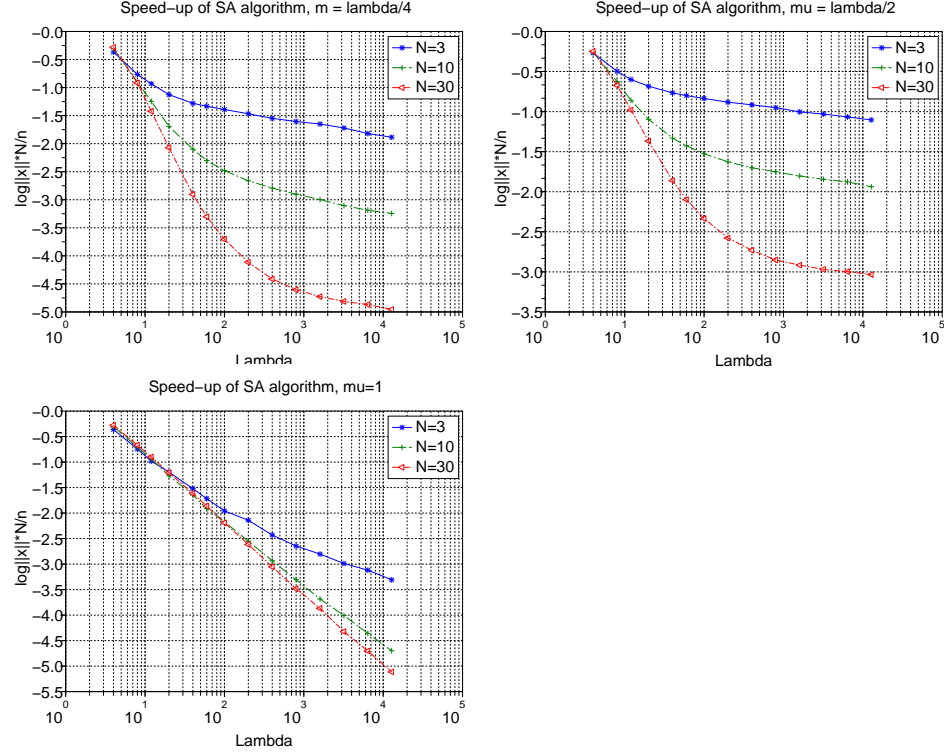 Speed-up of SA algorithm, m = lambda/4
-0.0
-0.5
-1.0
-1.5
-2.0
-2.5
-3.0
-3.5
-4.0
-4.5
-5.0
log||x||*N/n
N=3
N=10
N=30
10^0 10^1 10^2 10^3 10^4 10^5
Lambda
Speed-up of SA algorithm, mu = lambda/2
-0.0
-0.5
-1.0
-1.5
-2.0
-2.5
-3.0
-3.5
log||x||*N/n
N=3
N=10
N=30
10^0 10^1 10^2 10^3 10^4 10^5
Lambda
Speed-up of SA algorithm, mu=1
-0.0
-0.5
-1.0
-1.5
-2.0
-2.5
-3.0
-3.5
-4.0
-4.5
-5.0
-5.5
log||x||*N/n
N=3
N=10
N=30
10^0 10^1 10^2 10^3 10^4 10^5
Lambda